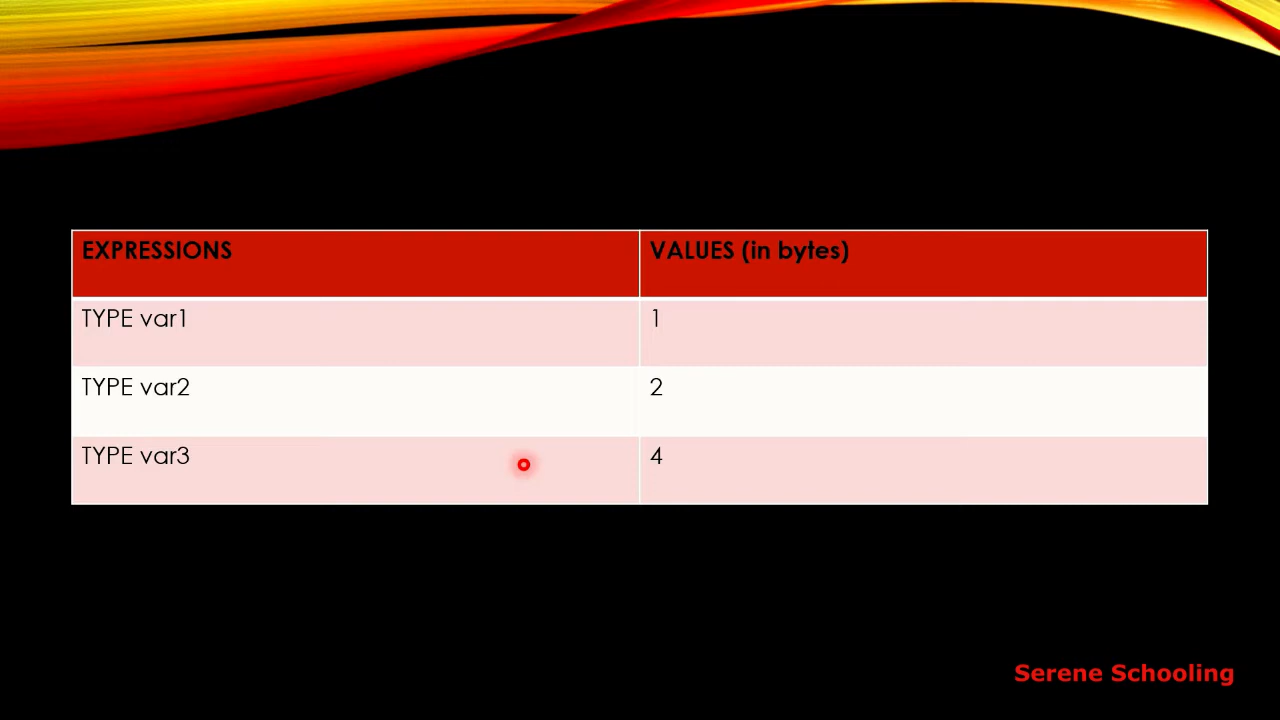 EXPRESSIONS VALUES (in bytes)
TYPE var1 1
TYPE var2 2
TYPE var3 4
Serene Schooling